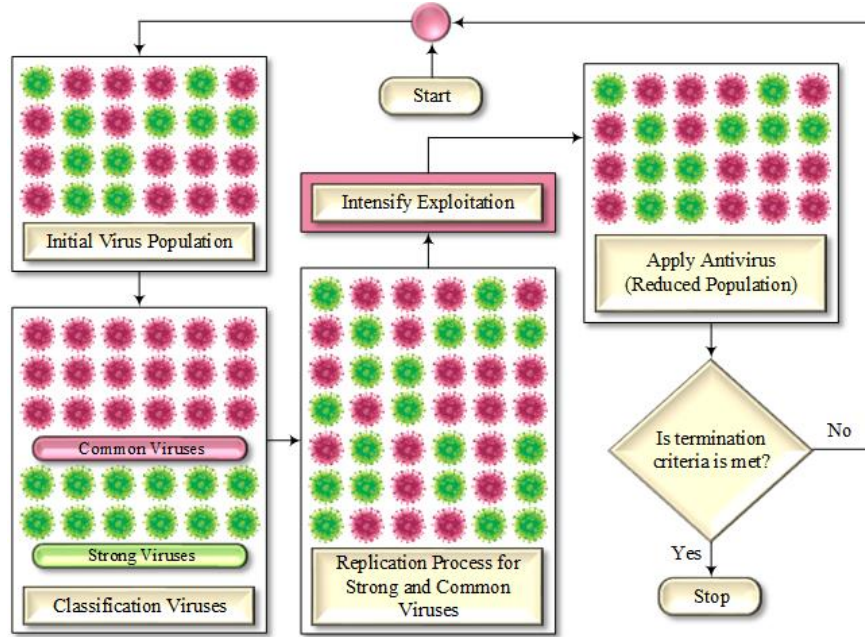 Start
Initial Virus Population
Common Viruses
Strong Viruses
Classification Viruses
Replication Process for
Strong and Common
Viruses
Intensify Exploitation
Apply Antivirus
(Reduced Population)
Is termination
criteria is met?
No
Yes
Stop